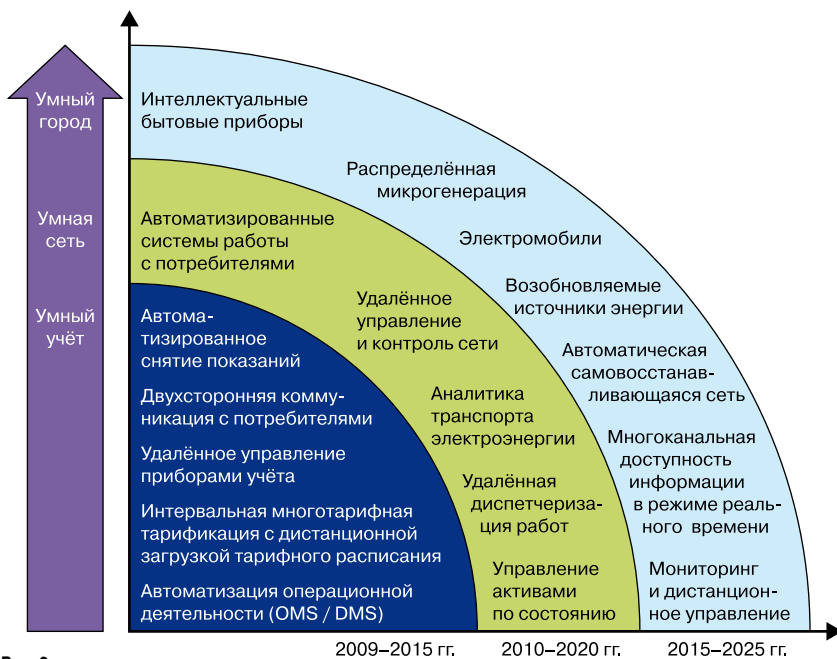 Умный
город
Умная
сеть
Умный
учёт
Интеллектуальные
бытовые приборы
Распределённая
микрогенерация
Электромобили
Возобновляемые
источники энергии
Автоматическая
самовосстанав-
ливающаяся сеть
Многоканальная
доступность
информации
в режиме реаль-
ного времени
Мониторинг
и дистанцион-
ное управление
Автоматизированные
системы работы
с потребителями
Удалённое
управление
и контроль сети
Аналитика
транспорта
электроэнергии
Удалённая
диспетчериза-
ция работ
Управление
активами
по состоянию
Автома-
тизированное
снятие показаний
Двухсторонняя комму-
никация с потребителями
Удалённое управление
приборами учёта
Интервальная многотарифная
тарификация с дистанционной
загрузкой тарифного расписания
Автоматизация операционной
деятельности (OMS / DMS)
2009–2015 гг.
2010–2020 гг.
2015–2025 гг.